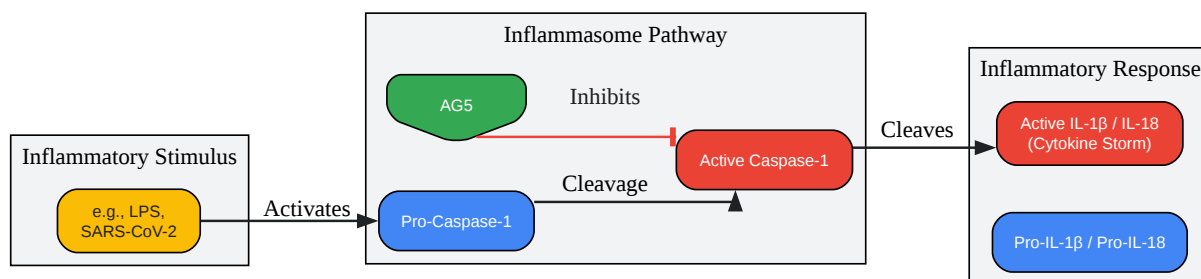 Inflammatory Stimulus
e.g., LPS,
SARS-CoV-2
Activates
Inflammasome Pathway
AG5
Inhibits
Pro-Caspase-1
Cleavage
Active Caspase-1
Cleaves
Inflammatory Response
Active IL-1β / IL-18
(Cytokine Storm)
Pro-IL-1β / Pro-IL-18